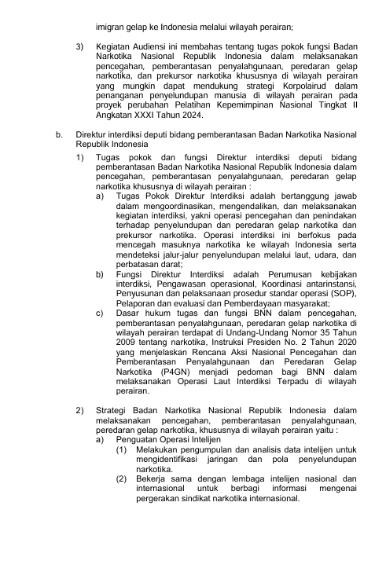 imigran gelap ke Indonesia melalui wilayah perairan;
3) Kegiatan Audiensi ini membahas tentang tugas pokok fungsi Badan
Narkotika Nasional Republik Indonesia dalam melaksanakan
pencegahan, pemberantasan penyalahgunaan, peredaran gelap
narkotika, dan prekursor narkotika khususnya di wilayah perairan
yang mungkin dapat mendukung strategi Korpolairud dalam
penanganan penyelundupan manusia di wilayah perairan pada
proyek perubahan Pelatihan Kepemimpinan Nasional Tingkat II
Angkatan XXXI Tahun 2024.
b. Direktur interdiksi deputi bidang pemberantasan Badan Narkotika Nasional
Republik Indonesia
1) Tugas pokok dan fungsi Direktur interdiksi deputi bidang
pemberantasan Badan Narkotika Nasional Republik Indonesia dalam
pencegahan, pemberantasan penyalahgunaan, peredaran gelap
narkotika khususnya di wilayah perairan :
a) Tugas Pokok Direktur Interdiksi adalah bertanggung jawab
dalam mengoordinasikan, mengendalikan, dan melaksanakan
kegiatan interdiksi, yakni operasi pencegahan dan penindakan
terhadap penyelundupan dan peredaran gelap narkotika dan
prekursor narkotika. Operasi interdiksi ini berfokus pada
mencegah masuknya narkotika ke wilayah Indonesia serta
mendeteksi jalur-jalur penyelundupan melalui laut, udara, dan
perbatasan darat;
b) Fungsi Direktur Interdiksi adalah Perumusan kebijakan
interdiksi, Pengawasan operasional, Koordinasi antarinstansi,
Penyusunan dan pelaksanaan prosedur standar operasi (SOP),
Pelaporan dan evaluasi dan Pemberdayaan masyarakat;
c) Dasar hukum tugas dan fungsi BNN dalam pencegahan,
pemberantasan penyalahgunaan, peredaran gelap narkotika di
wilayah perairan terdapat di Undang-Undang Nomor 35 Tahun
2009 tentang narkotika, Instruksi Presiden No. 2 Tahun 2020
yang menjelaskan Rencana Aksi Nasional Pencegahan dan
Pemberantasan Penyalahgunaan dan Peredaran Gelap
Narkotika (P4GN) menjadi pedoman bagi BNN dalam
melaksanakan Operasi Laut Interdiksi Terpadu di wilayah
perairan.
2) Strategi Badan Narkotika Nasional Republik Indonesia dalam
melaksanakan pencegahan, pemberantasan penyalahgunaan,
peredaran gelap narkotika, khususnya di wilayah perairan yaitu :
a) Penguatan Operasi Intelijen
(1) Melakukan pengumpulan dan analisis data intelijen untuk
mengidentifikasi jaringan dan pola penyelundupan
narkotika.
(2) Bekerja sama dengan lembaga intelijen nasional dan
internasional untuk berbagi informasi mengenai
pergerakan sindikat narkotika internasional.